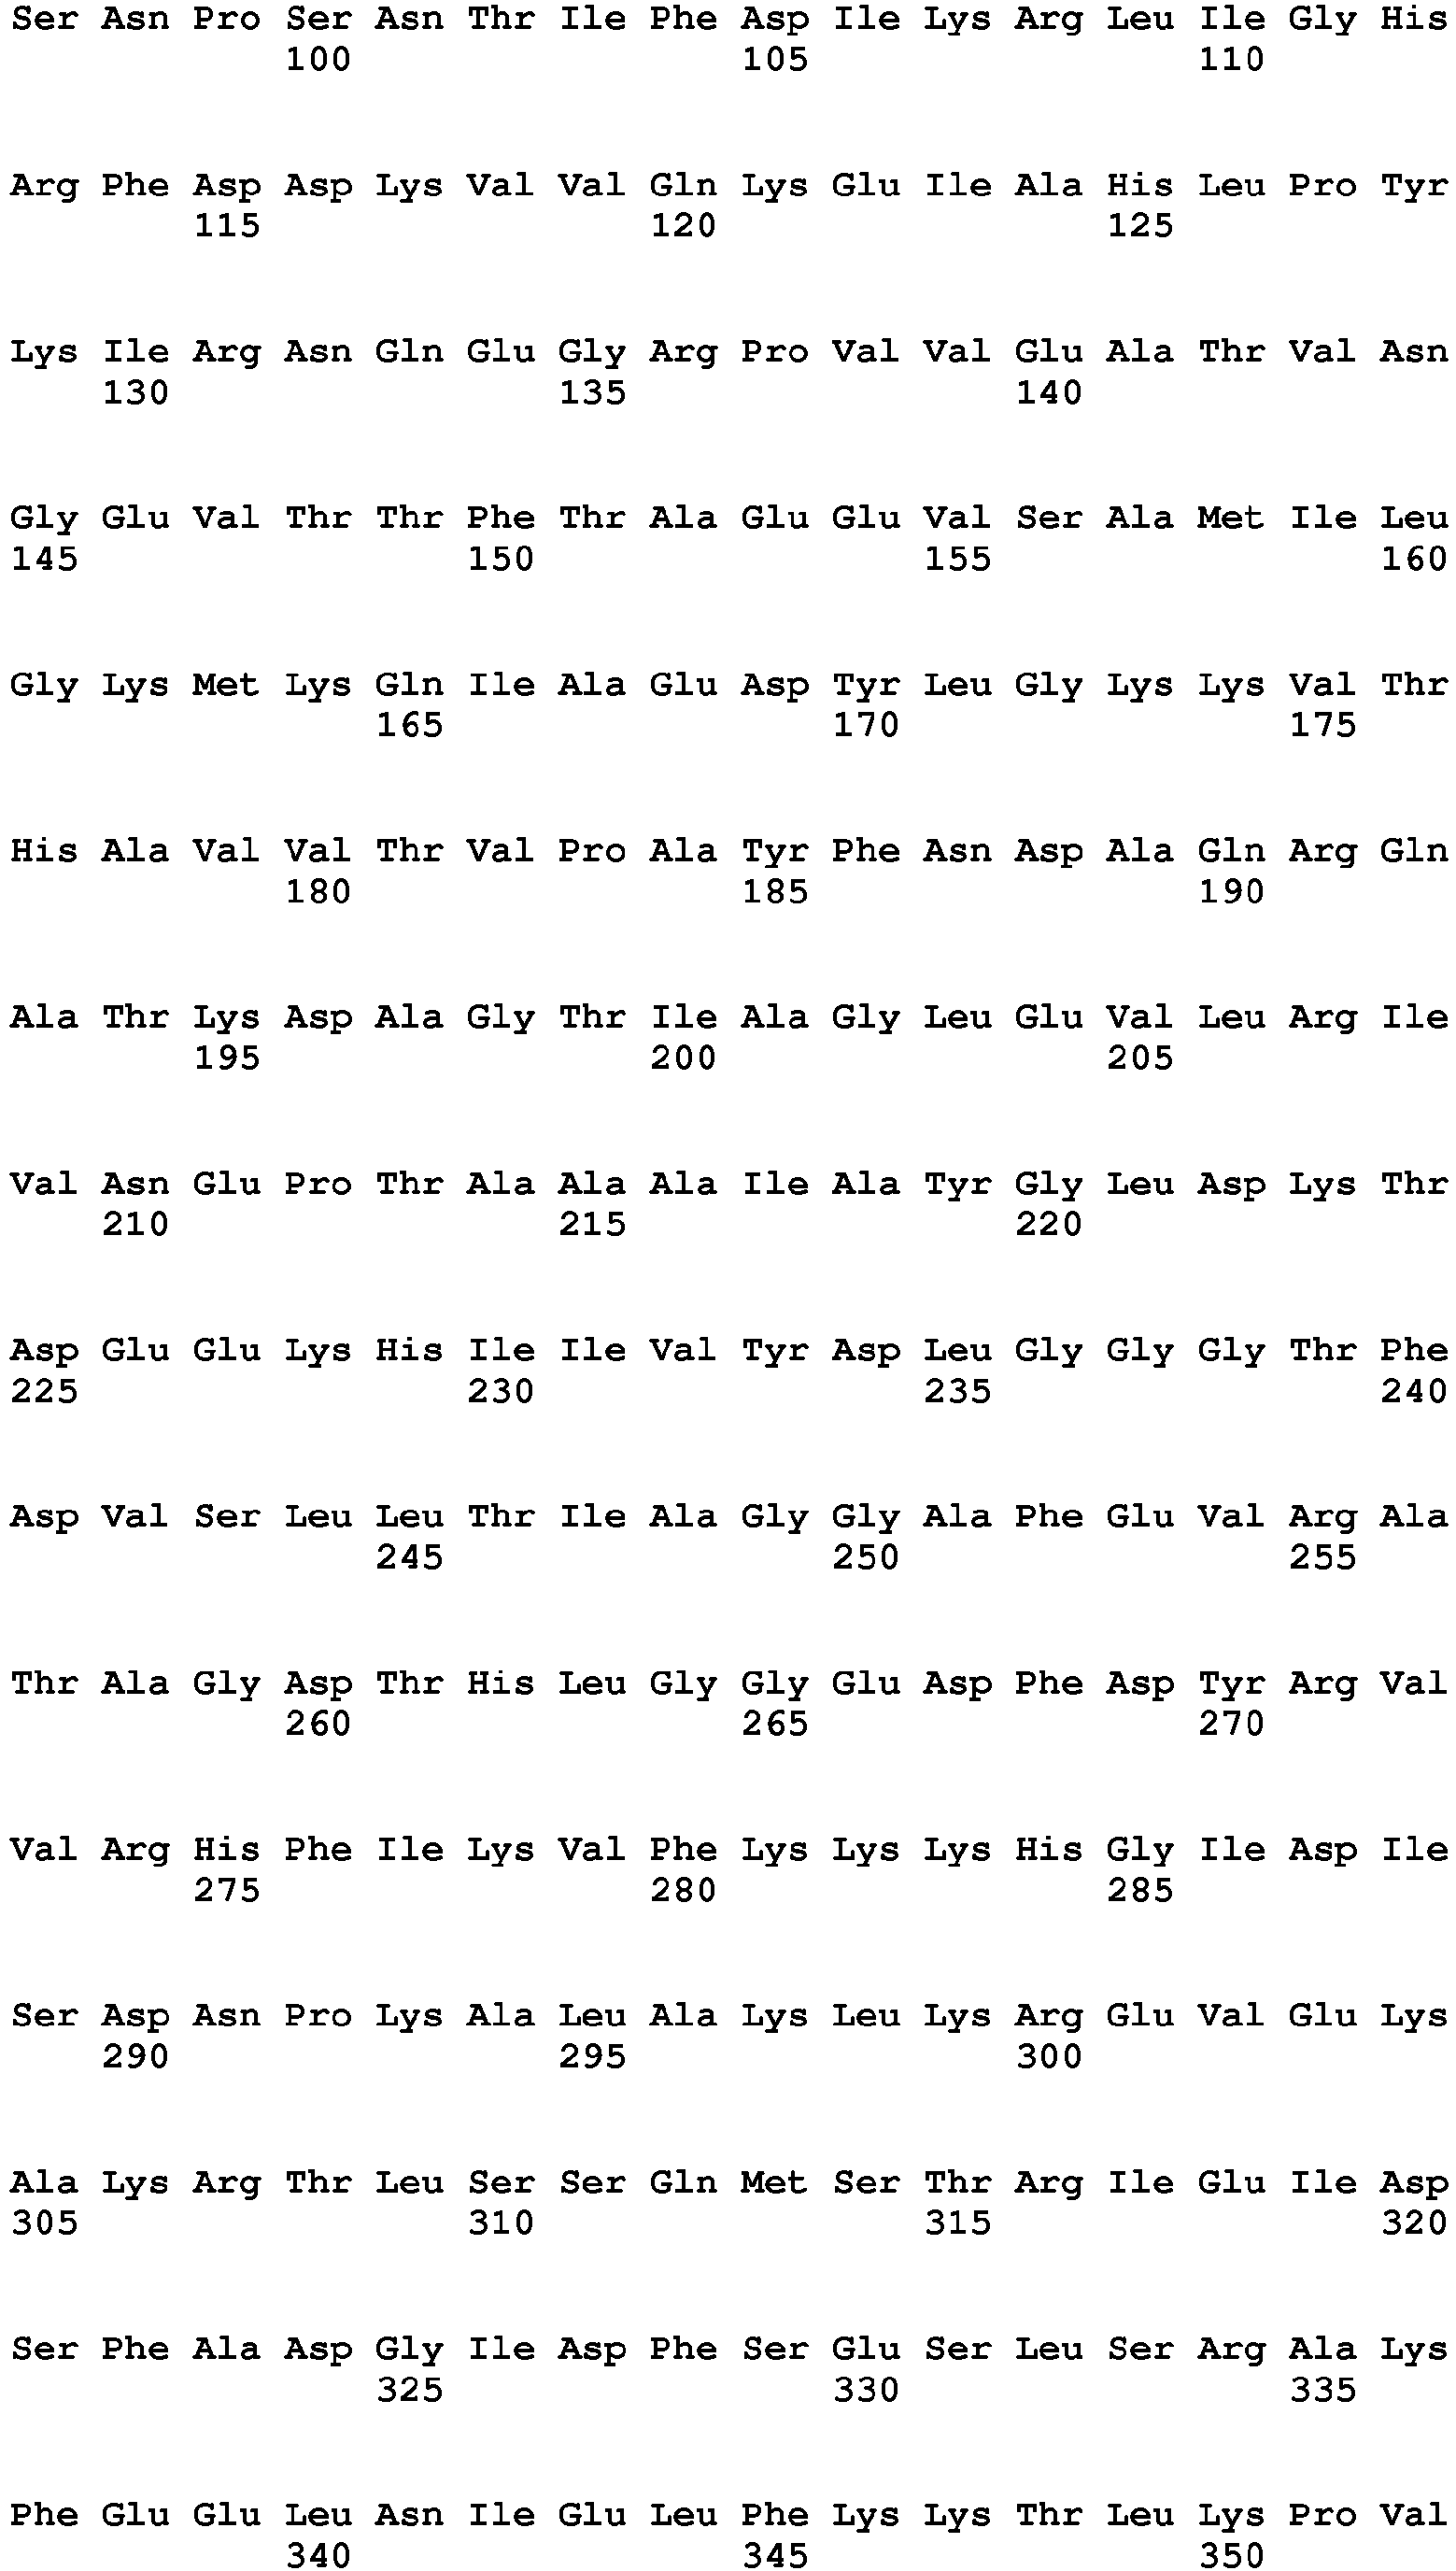 Ser Asn Pro Ser Asn Thr Ile Phe Asp Ile Lys Arg Leu Ile Gly His
100 105 110
Arg Phe Asp Asp Lys Val Val Gln Lys Glu Ile Ala His Leu Pro Tyr
115 120 125
Lys Ile Arg Asn Gln Glu Gly Arg Pro Val Val Glu Ala Thr Val Asn
130 135 140
Gly Glu Val Thr Thr Phe Thr Ala Glu Glu Val Ser Ala Met Ile Leu
145 150 155 160
Gly Lys Met Lys Gln Ile Ala Glu Asp Tyr Leu Gly Lys Lys Val Thr
165 170 175
His Ala Val Val Thr Val Pro Ala Tyr Phe Asn Asp Ala Gln Arg Gln
180 185 190
Ala Thr Lys Asp Ala Gly Thr Ile Ala Gly Leu Glu Val Leu Arg Ile
195 200 205
Val Asn Glu Pro Thr Ala Ala Ala Ile Ala Tyr Gly Leu Asp Lys Thr
210 215 220
Asp Glu Glu Lys His Ile Ile Val Tyr Asp Leu Gly Gly Gly Thr Phe
225 230 235 240
Asp Val Ser Leu Leu Thr Ile Ala Gly Gly Ala Phe Glu Val Arg Ala
245 250 255
Thr Ala Gly Asp Thr His Leu Gly Gly Glu Asp Phe Asp Tyr Arg Val
260 265 270
Val Arg His Phe Ile Lys Val Phe Lys Lys Lys His Gly Ile Asp Ile
275 280 285
Ser Asp Asn Pro Lys Ala Leu Ala Lys Leu Lys Arg Glu Val Glu Lys
290 295 300
Ala Lys Arg Thr Leu Ser Ser Gln Met Ser Thr Arg Ile Glu Ile Asp
305 310 315 320
Ser Phe Ala Asp Gly Ile Asp Phe Ser Glu Ser Leu Ser Arg Ala Lys
325 330 335
Phe Glu Glu Leu Asn Ile Glu Leu Phe Lys Lys Thr Leu Lys Pro Val
340 345 350